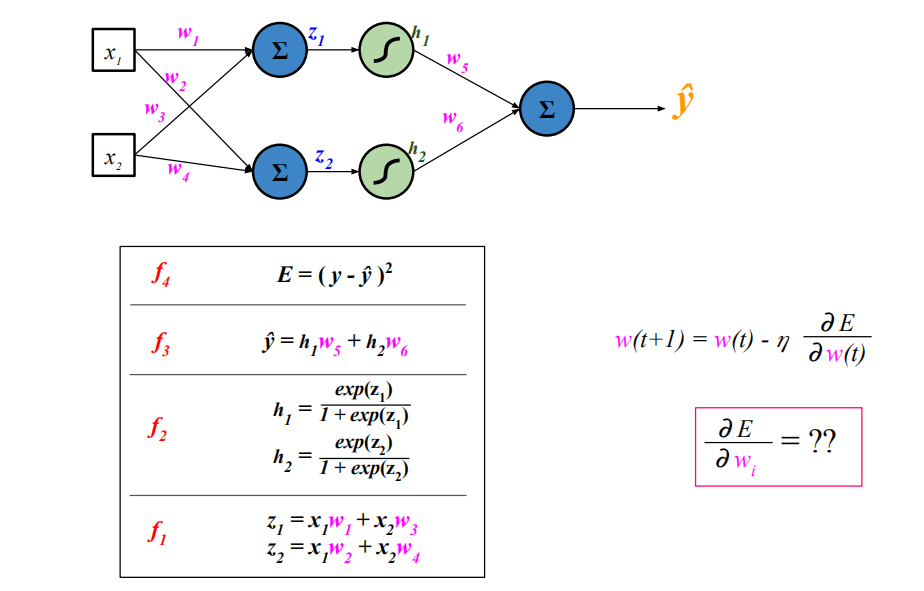 x₁
w₁
Σ
z₁
h₁
w₂
w₃
w₅
w₆
Σ
ŷ
x₂
w₄
Σ
z₂
h₂
f₄ E = ( y - ŷ )²
f₃ ŷ = h₁w₅ + h₂w₆
f₂
h₁ = exp(z₁) / 1 + exp(z₁)
h₂ = exp(z₂) / 1 + exp(z₂)
f₁
z₁ = x₁w₁ + x₂w₃
z₂ = x₁w₂ + x₂w₄
w(t+1) = w(t) - η ∂ E / ∂ w(t)
∂ E / ∂ wᵢ = ??